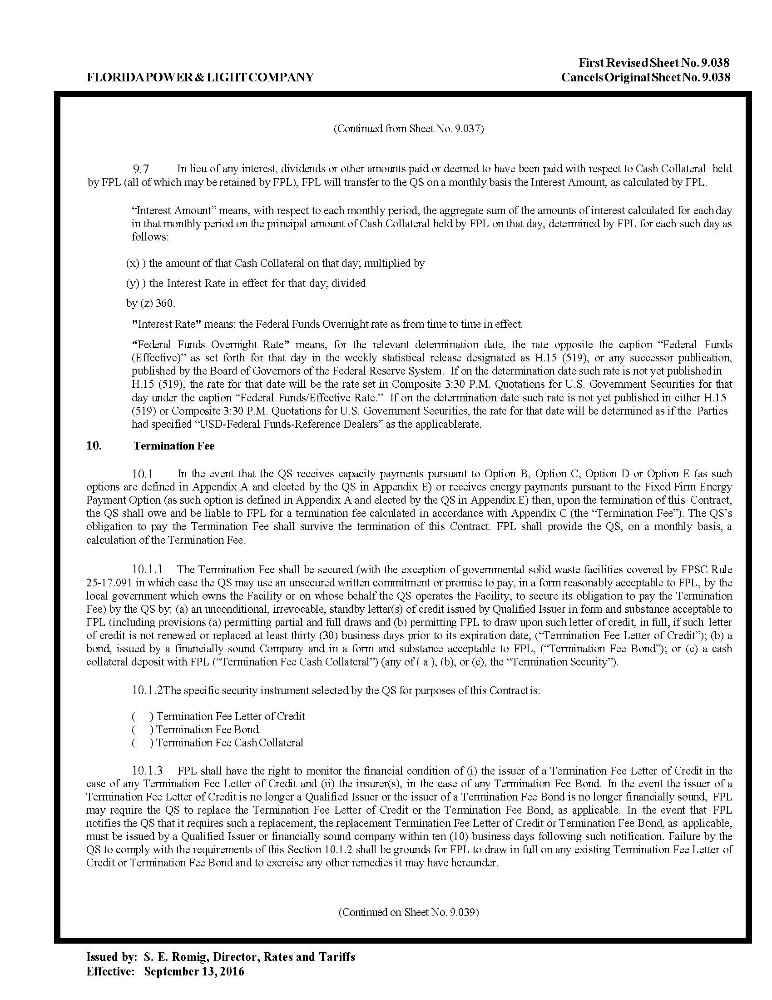 First Revised Sheet No. 9.038
FLORIDA POWER & LIGHT COMPANY
Cancels Original Sheet No. 9.038
(Continued from Sheet No. 9.037)
9.7 In lieu of any interest, dividends or other amounts paid or deemed to have been paid with respect to Cash Collateral held
by FPL (all of which may be retained by FPL), FPL will transfer to the QS on a monthly basis the Interest Amount, as calculated by FPL.
“Interest Amount” means, with respect to each monthly period, the aggregate sum of the amounts of interest calculated for each day
in that monthly period on the principal amount of Cash Collateral held by FPL on that day, determined by FPL for each such day as
follows:
(x) ) the amount of that Cash Collateral on that day; multiplied by
(y) ) the Interest Rate in effect for that day; divided
by (z) 360.
"Interest Rate" means: the Federal Funds Overnight rate as from time to time in effect.
“Federal Funds Overnight Rate” means, for the relevant determination date, the rate opposite the caption “Federal Funds
(Effective)” as set forth for that day in the weekly statistical release designated as H.15 (519), or any successor publication,
published by the Board of Governors of the Federal Reserve System. If on the determination date such rate is not yet published in
H.15 (519), the rate for that date will be the rate set in Composite 3:30 P.M. Quotations for U.S. Government Securities for that
day under the caption “Federal Funds/Effective Rate.” If on the determination date such rate is not yet published in either H.15
(519) or Composite 3:30 P.M. Quotations for U.S. Government Securities, the rate for that date will be determined as if the Parties
had specified “USD-Federal Funds-Reference Dealers” as the applicable rate.
10. Termination Fee
10.1 In the event that the QS receives capacity payments pursuant to Option B, Option C, Option D or Option E (as such
options are defined in Appendix A and elected by the QS in Appendix E) or receives energy payments pursuant to the Fixed Firm Energy
Payment Option (as such option is defined in Appendix A and elected by the QS in Appendix E) then, upon the termination of this Contract,
the QS shall owe and be liable to FPL for a termination fee calculated in accordance with Appendix C (the “Termination Fee”). The QS’s
obligation to pay the Termination Fee shall survive the termination of this Contract. FPL shall provide the QS, on a monthly basis, a
calculation of the Termination Fee.
10.1.1 The Termination Fee shall be secured (with the exception of governmental solid waste facilities covered by FPSC Rule
25-17.091 in which case the QS may use an unsecured written commitment or promise to pay, in a form reasonably acceptable to FPL, by the
local government which owns the Facility or on whose behalf the QS operates the Facility, to secure its obligation to pay the Termination
Fee) by the QS by: (a) an unconditional, irrevocable, standby letter(s) of credit issued by Qualified Issuer in form and substance acceptable to
FPL (including provisions (a) permitting partial and full draws and (b) permitting FPL to draw upon such letter of credit, in full, if such letter
of credit is not renewed or replaced at least thirty (30) business days prior to its expiration date, (“Termination Fee Letter of Credit”); (b) a
bond, issued by a financially sound Company and in a form and substance acceptable to FPL, (“Termination Fee Bond”); or (c) a cash
collateral deposit with FPL (“Termination Fee Cash Collateral”) (any of ( a ), (b), or (c), the “Termination Security”).
10.1.2The specific security instrument selected by the QS for purposes of this Contract is:
( ) Termination Fee Letter of Credit
( ) Termination Fee Bond
( ) Termination Fee Cash Collateral
10.1.3 FPL shall have the right to monitor the financial condition of (i) the issuer of a Termination Fee Letter of Credit in the
case of any Termination Fee Letter of Credit and (ii) the insurer(s), in the case of any Termination Fee Bond. In the event the issuer of a
Termination Fee Letter of Credit is no longer a Qualified Issuer or the issuer of a Termination Fee Bond is no longer financially sound, FPL
may require the QS to replace the Termination Fee Letter of Credit or the Termination Fee Bond, as applicable. In the event that FPL
notifies the QS that it requires such a replacement, the replacement Termination Fee Letter of Credit or Termination Fee Bond, as applicable,
must be issued by a Qualified Issuer or financially sound company within ten (10) business days following such notification. Failure by the
QS to comply with the requirements of this Section 10.1.2 shall be grounds for FPL to draw in full on any existing Termination Fee Letter of
Credit or Termination Fee Bond and to exercise any other remedies it may have hereunder.
(Continued on Sheet No. 9.039)
Issued by: S. E. Romig, Director, Rates and Tariffs
Effective: September 13, 2016